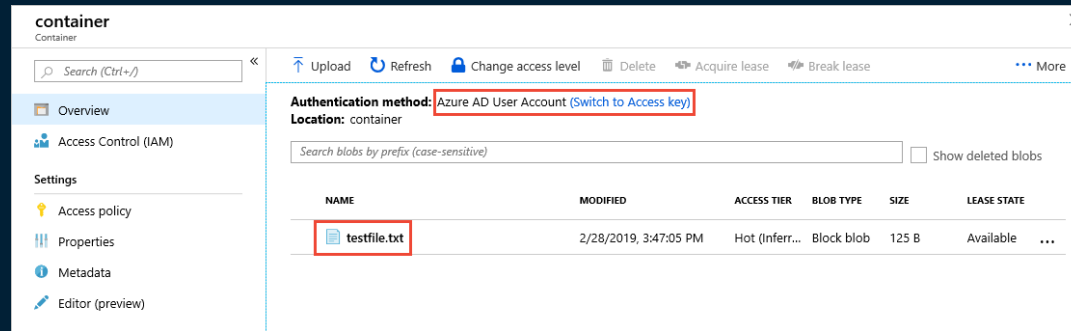 container
Container
Search (Ctrl+/)
«
Overview
Access Control (IAM)
Settings
Access policy
Properties
Metadata
Editor (preview)
Upload Refresh Change access level Delete Acquire lease Break lease ··· More
Authentication method: Azure AD User Account (Switch to Access key)
Location: container
Search blobs by prefix (case-sensitive) Show deleted blobs
NAME MODIFIED ACCESS TIER BLOB TYPE SIZE LEASE STATE
testfile.txt 2/28/2019, 3:47:05 PM Hot (Inferr... Block blob 125 B Available ...